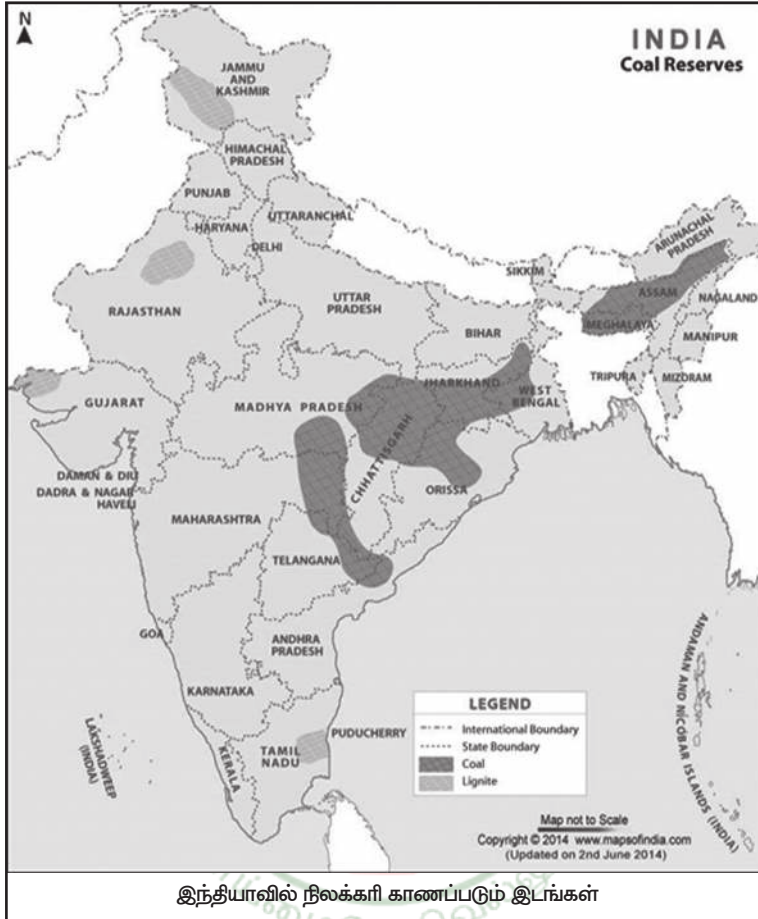 N
INDIA
Coal Reserves
JAMMU
AND
KASHMIR
HIMACHAL
PRADESH
PUNJAB
UTTARANCHAL
HARYANA
DELHI
ARUNACHAL
PRADESH
SIKKIM
ASSAM
NAGALAND
RAJASTHAN
UTTAR
PRADESH
BIHAR
MEGHALAYA
MANIPUR
TRIPURA
MIZORAM
JHARKHAND
WEST
BENGAL
GUJARAT
MADHYA PRADESH
CHHATTISGARH
ORISSA
DAMAN & DIU
DADRA & NAGAR
HAVELI
MAHARASHTRA
TELANGANA
GOA
ANDHRA
PRADESH
KARNATAKA
ANDAMAN AND NICOBAR ISLANDS (INDIA)
LAKSHADWEEP
(INDIA)
KERALA
TAMIL
NADU
PUDUCHERRY
LEGEND
International Boundary
State Boundary
Coal
Lignite
Map not to Scale
Copyright © 2014 www.mapsofindia.com
(Updated on 2nd June 2014)
இந்தியாவில் நிலக்கரி காணப்படும் இடங்கள்